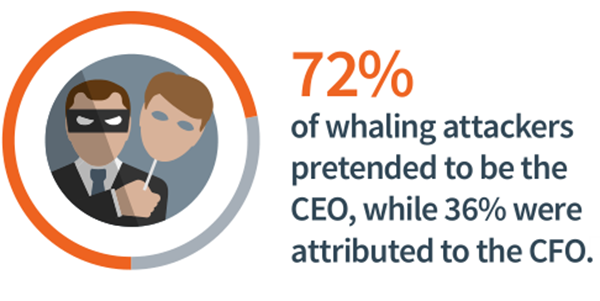 72%
of whaling attackers
pretended to be the
CEO, while 36% were
attributed to the CFO.